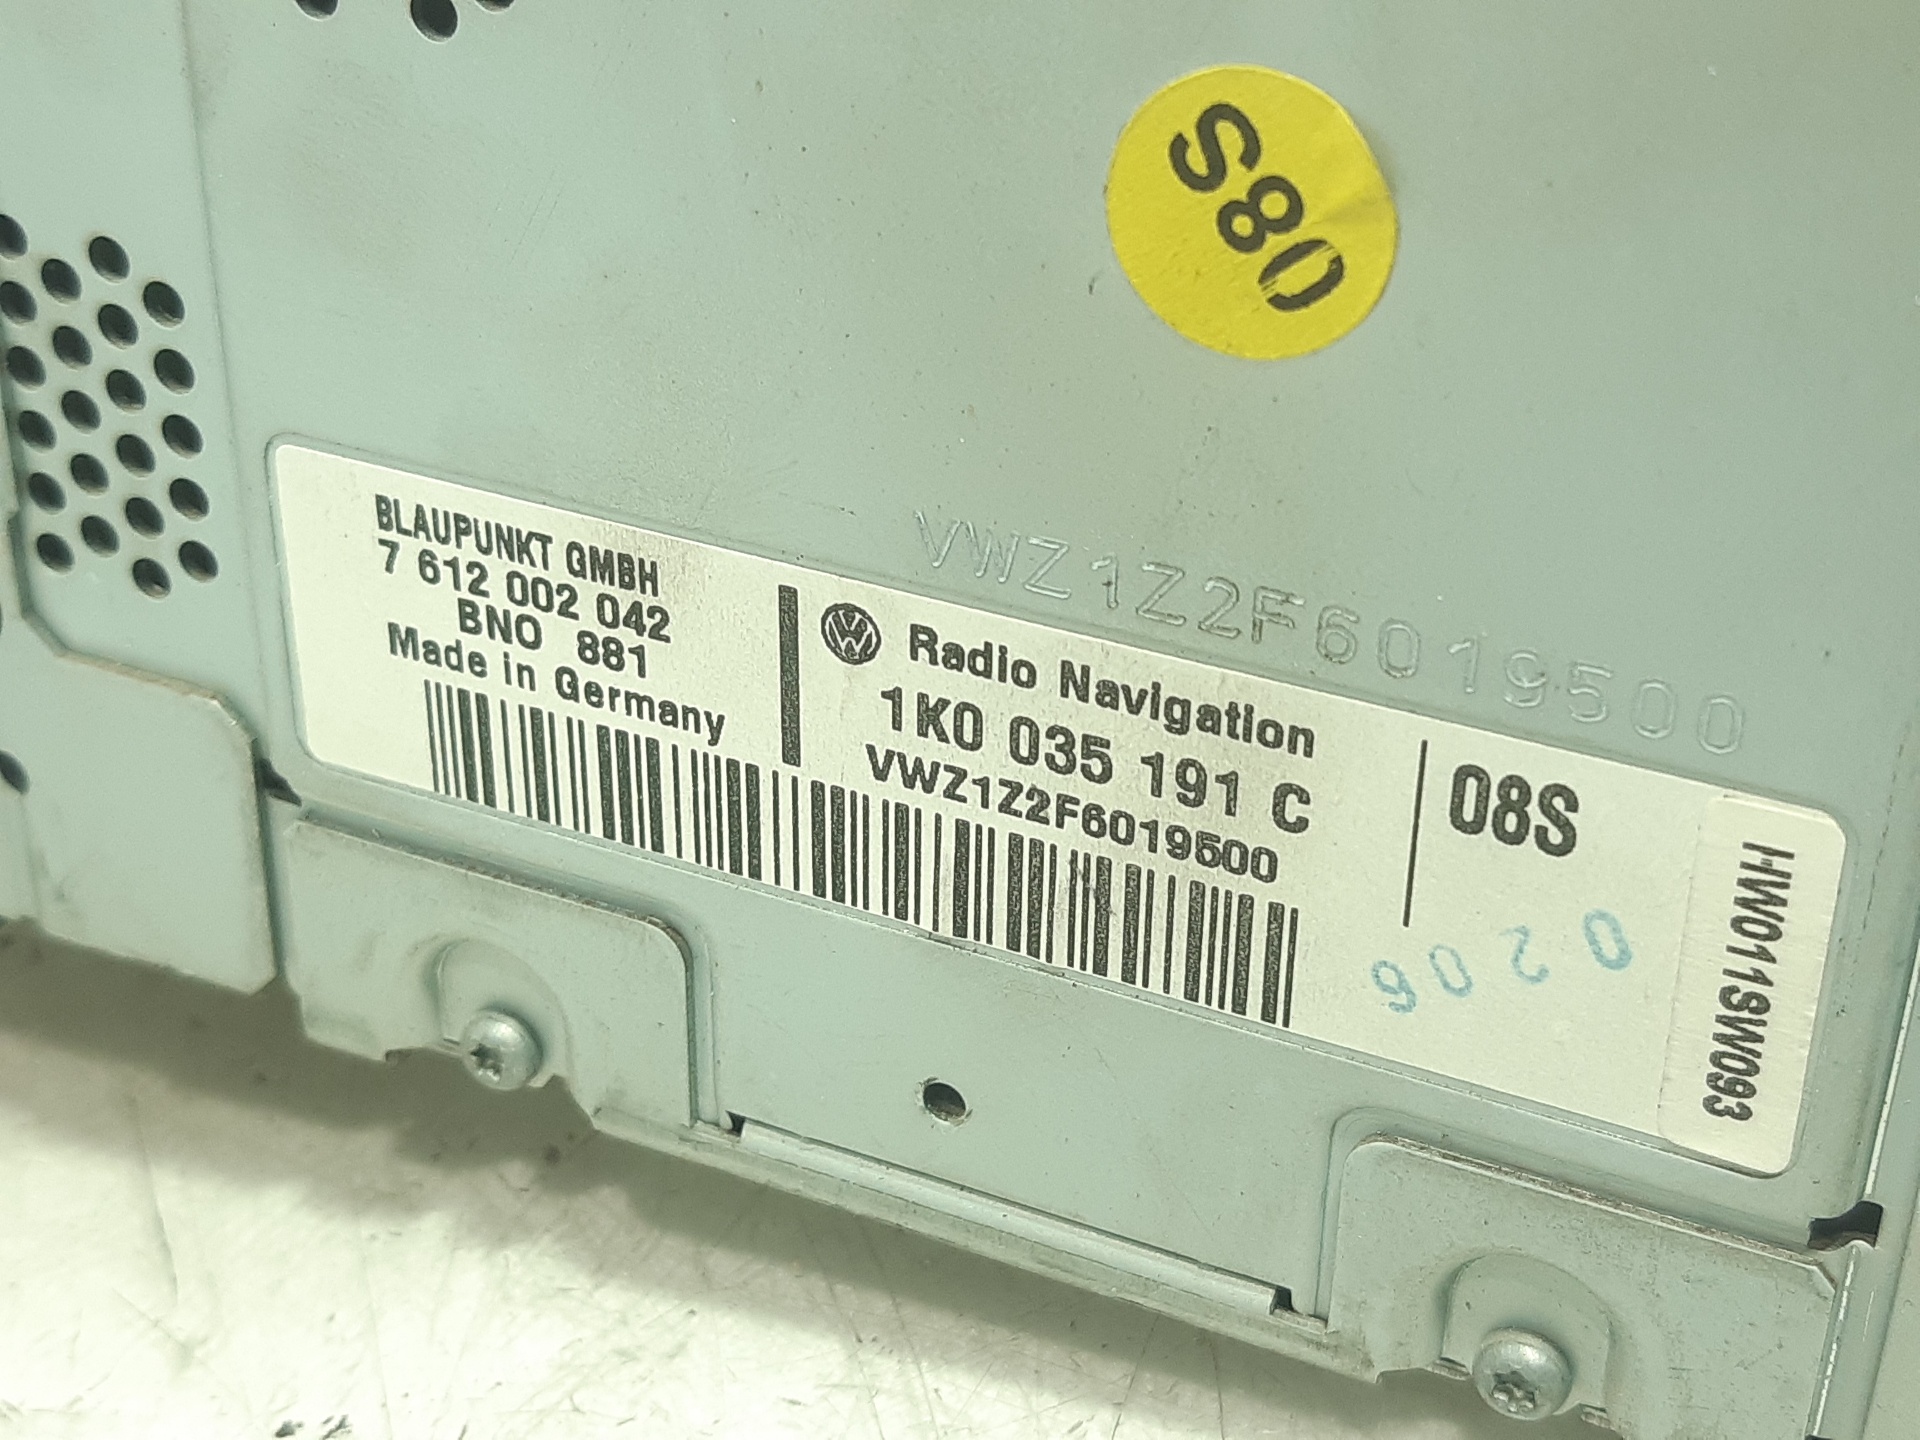 08S
VWZ1Z2F6019500
BLAUPUNKT GMBH
7 612 002 042
BNO 881
Made in Germany
Radio Navigation
1K0 035 191 C
VWZ1Z2F6019500
08S
0206
HW011SW093